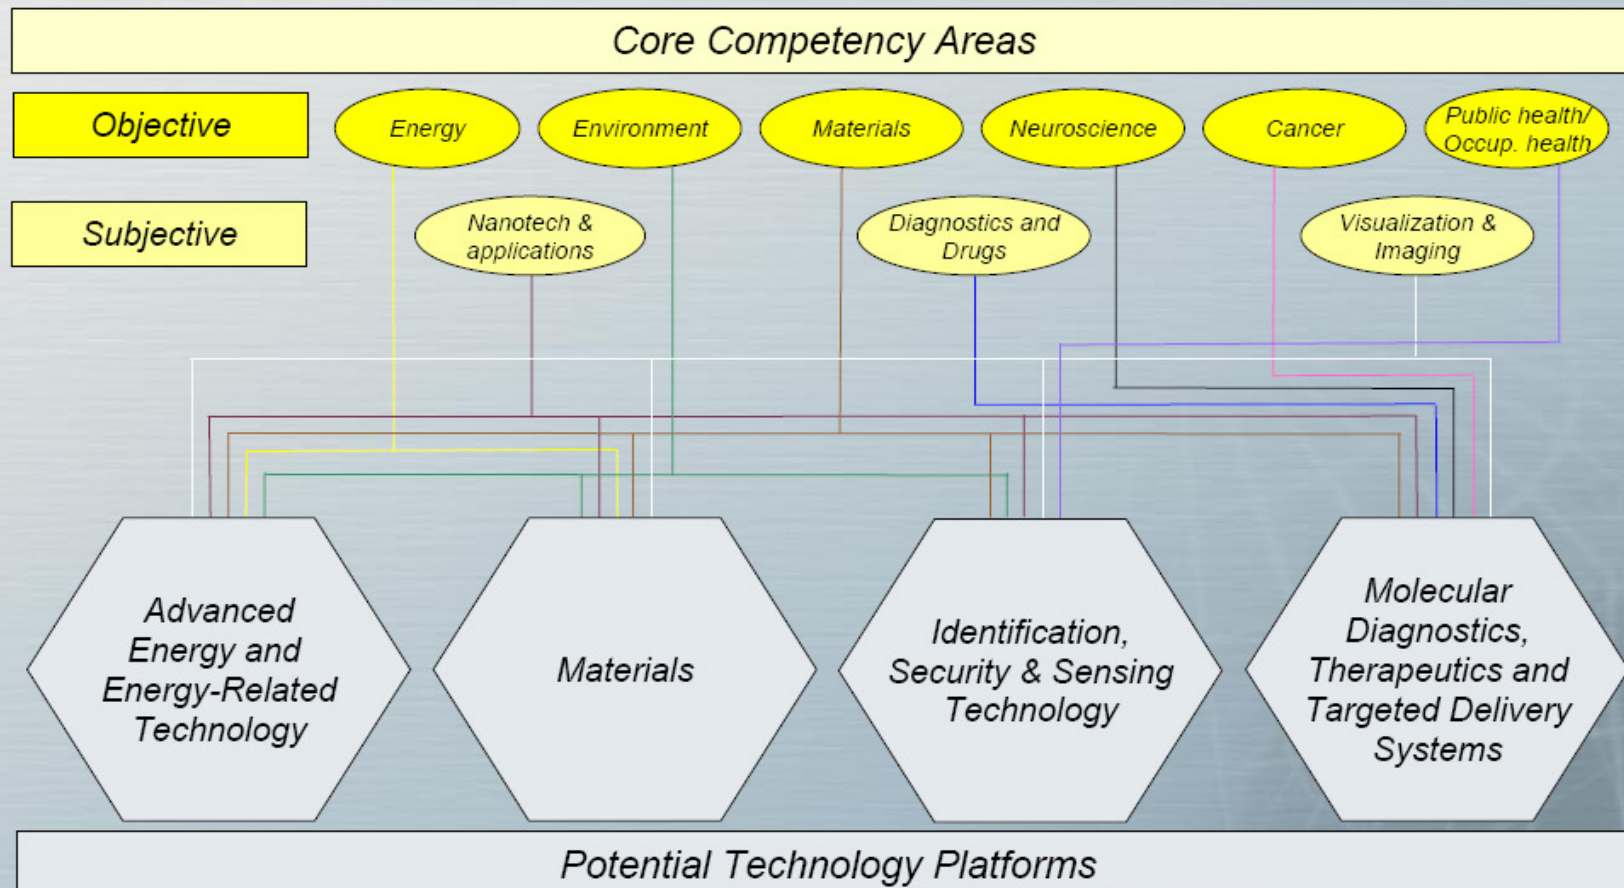 Core Competency Areas
Objective
Energy
Environment
Materials
Neuroscience
Cancer
Public health/
Occup. health
Subjective
Nanotech &
applications
Diagnostics and
Drugs
Visualization &
Imaging
Advanced
Energy and
Energy-Related
Technology
Materials
Identification,
Security & Sensing
Technology
Molecular
Diagnostics,
Therapeutics and
Targeted Delivery
Systems
Potential Technology Platforms